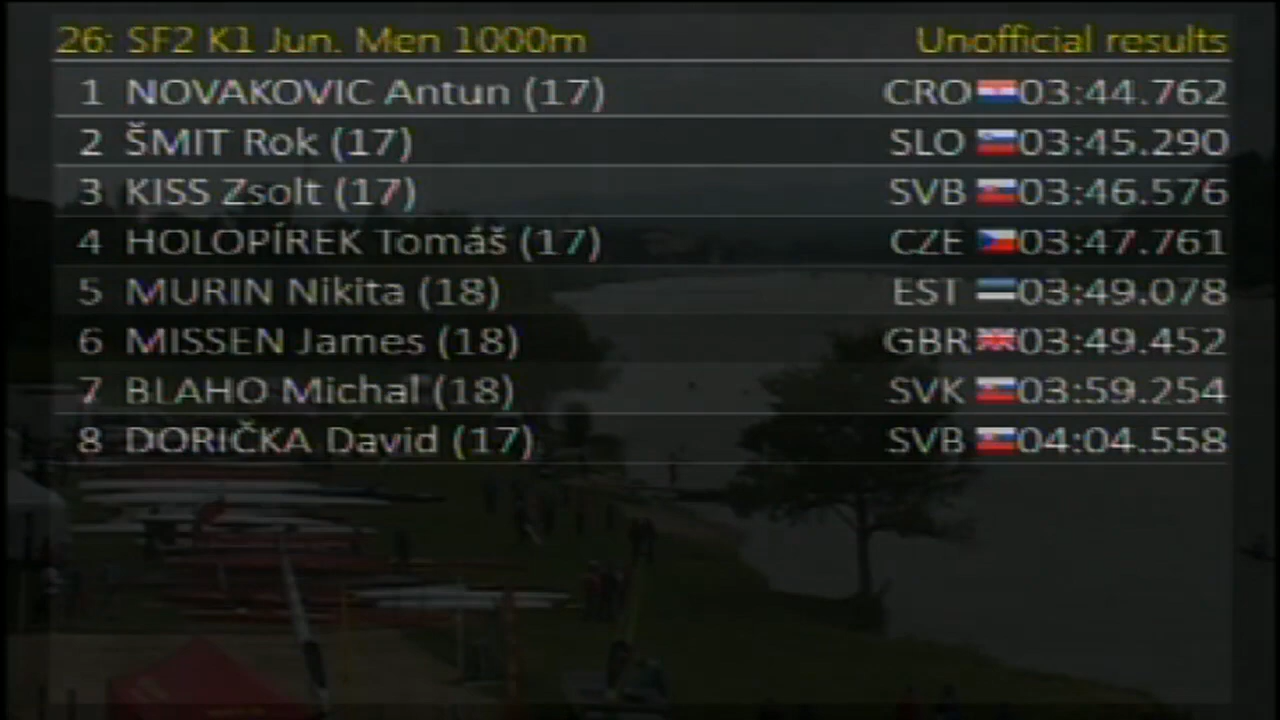 26: SF2 K1 Jun. Men 1000m Unofficial results
1 NOVAKOVIC Antun (17) CRO 03:44.762
2 ŠMIT Rok (17) SLO 03:45.290
3 KISS Zsolt (17) SVB 03:46.576
4 HOLOPÍREK Tomáš (17) CZE 03:47.761
5 MURIN Nikita (18) EST 03:49.078
6 MISSEN James (18) GBR 03:49.452
7 BLAHO Michal (18) SVK 03:59.254
8 DORIČKA David (17) SVB 04:04.558